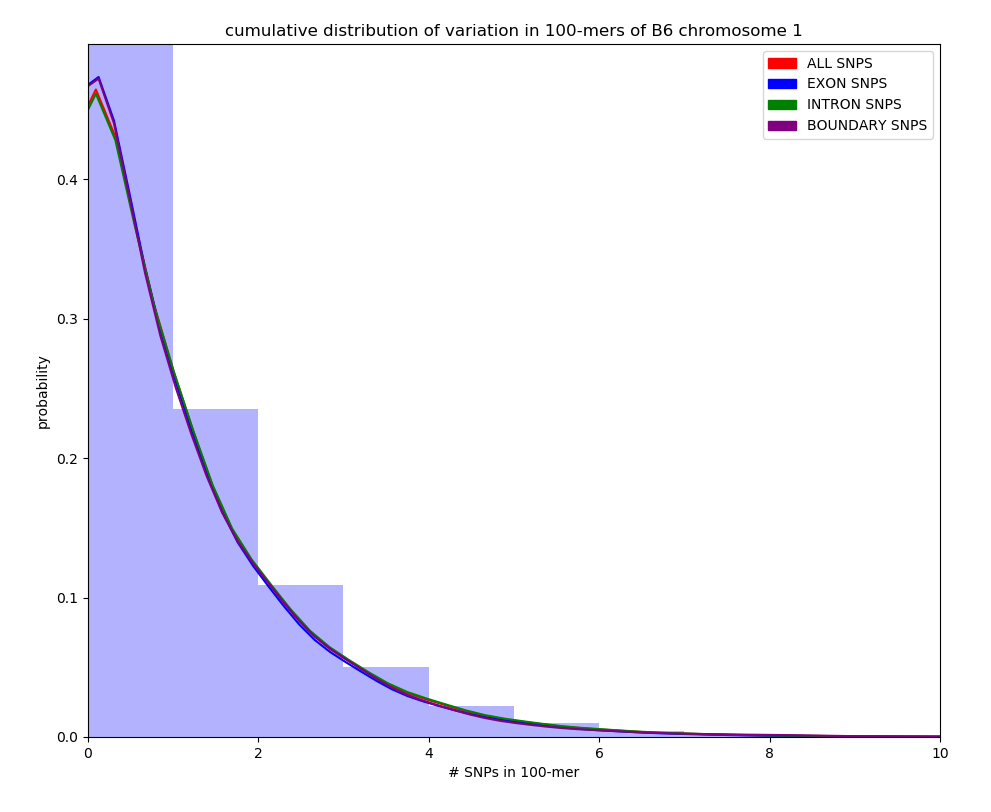 cumulative distribution of variation in 100-mers of B6 chromosome 1
ALL SNPS
EXON SNPS
INTRON SNPS
BOUNDARY SNPS
0.4
0.3
0.2
0.1
0.0
probability
0 2 4 6 8 10
# SNPs in 100-mer